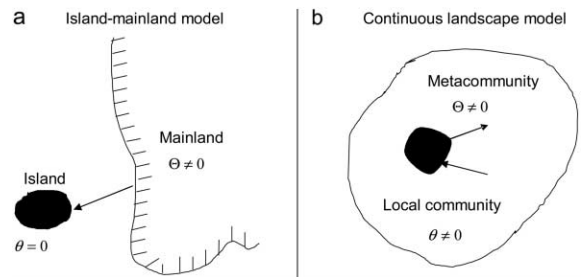 a
Island-mainland model
Mainland
Θ ≠ 0
Island
θ = 0
b
Continuous landscape model
Metacommunity
Θ ≠ 0
Local community
θ ≠ 0